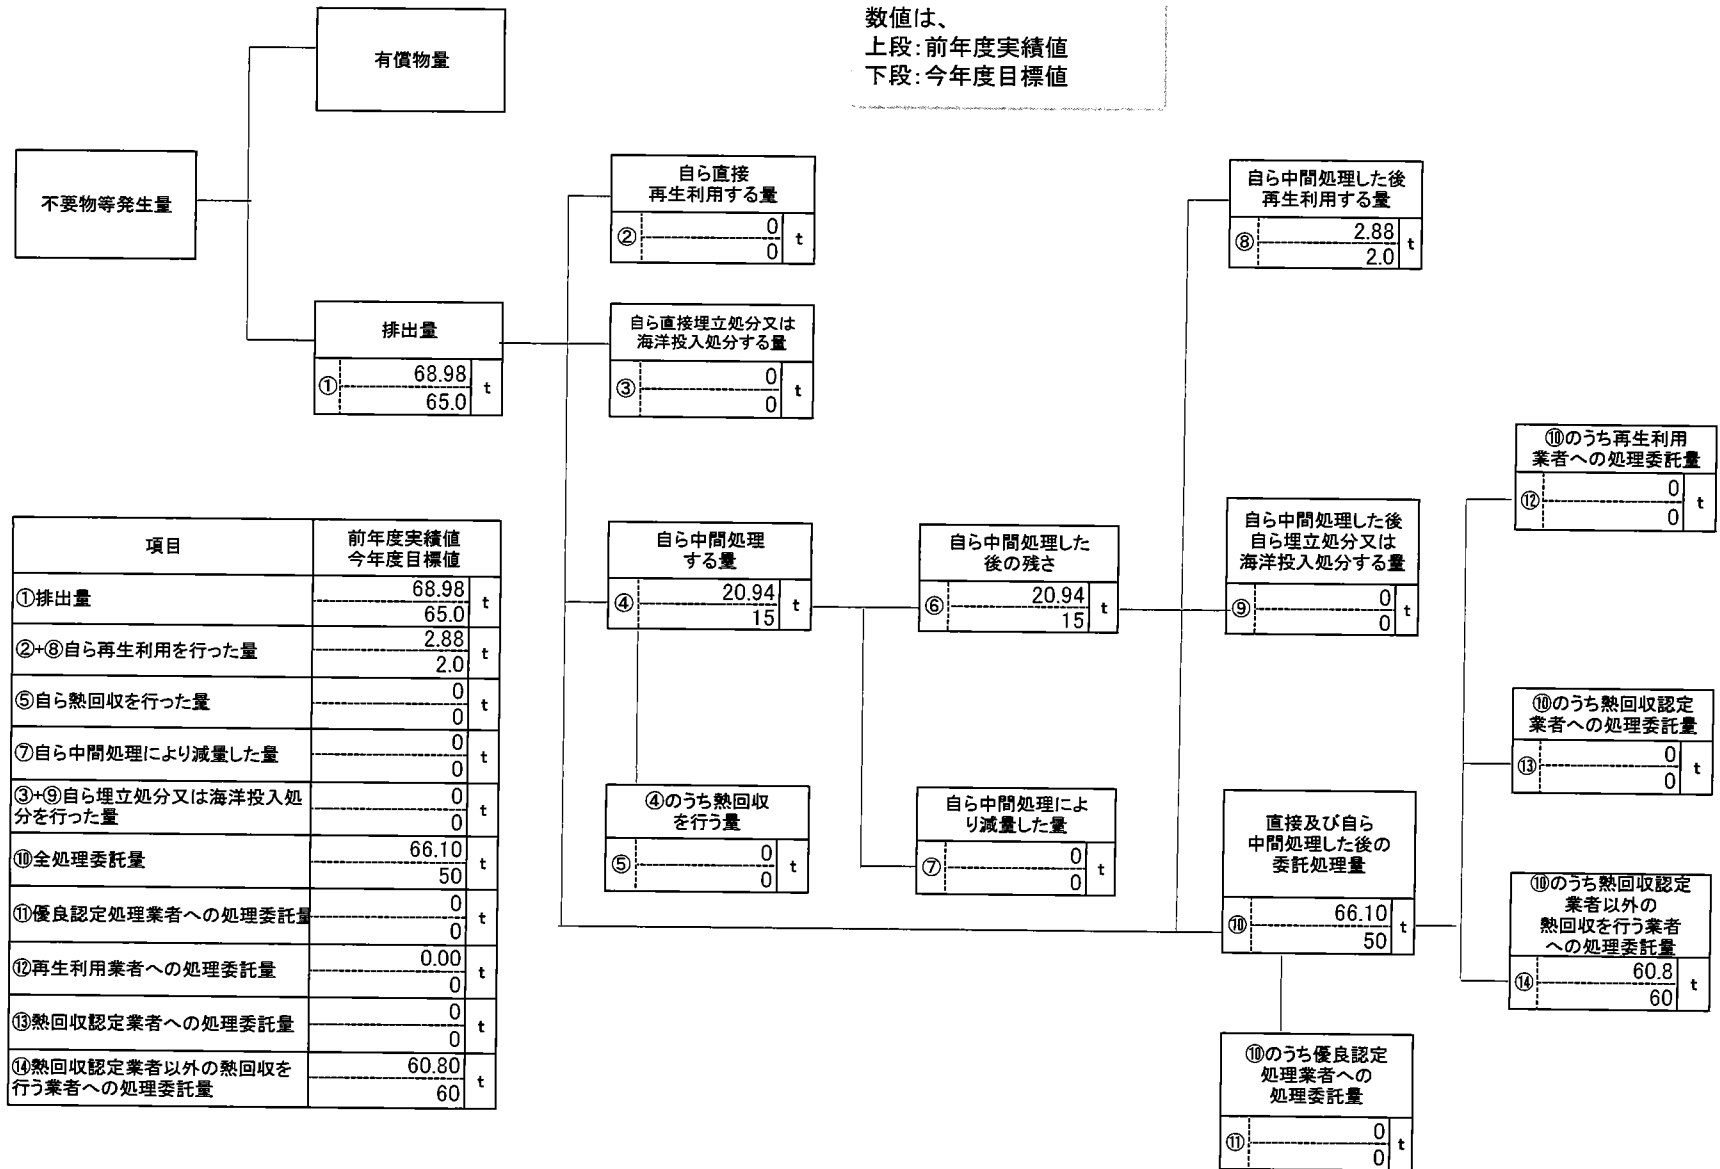 数値は、
上段:前年度実績値
下段:今年度目標値
有償物量
不要物等発生量
排出量
① 68.98 t
65.0
自ら直接
再生利用する量
② 0 t
0
自ら直接埋立処分又は
海洋投入処分する量
③ 0 t
0
自ら中間処理
する量
④ 20.94 t
15
④のうち熱回収
を行う量
⑤ 0 t
0
自ら中間処理した
後の残さ
⑥ 20.94 t
15
自ら中間処理によ
り減量した量
⑦ 0 t
0
自ら中間処理した後
再生利用する量
⑧ 2.88 t
2.0
自ら中間処理した後
自ら埋立処分又は
海洋投入処分する量
⑨ 0 t
0
直接及び自ら
中間処理した後の
委託処理量
⑩ 66.10 t
50
⑩のうち優良認定
処理業者への
処理委託量
⑪ 0 t
0
⑩のうち再生利用
業者への処理委託量
⑫ 0 t
0
⑩のうち熱回収認定
業者への処理委託量
⑬ 0 t
0
⑩のうち熱回収認定
業者以外の
熱回収を行う業者
への処理委託量
⑭ 60.8 t
60
項目 前年度実績値
今年度目標値
①排出量 68.98 t
65.0
②+⑧自ら再生利用を行った量 2.88 t
2.0
⑤自ら熱回収を行った量 0 t
0
⑦自ら中間処理により減量した量 0 t
0
③+⑨自ら埋立処分又は海洋投入処 0 t
分を行った量 0
⑩全処理委託量 66.10 t
50
⑪優良認定処理業者への処理委託量 0 t
0
⑫再生利用業者への処理委託量 0.00 t
0
⑬熱回収認定業者への処理委託量 0 t
0
⑭熱回収認定業者以外の熱回収を 60.80 t
行う業者への処理委託量 60